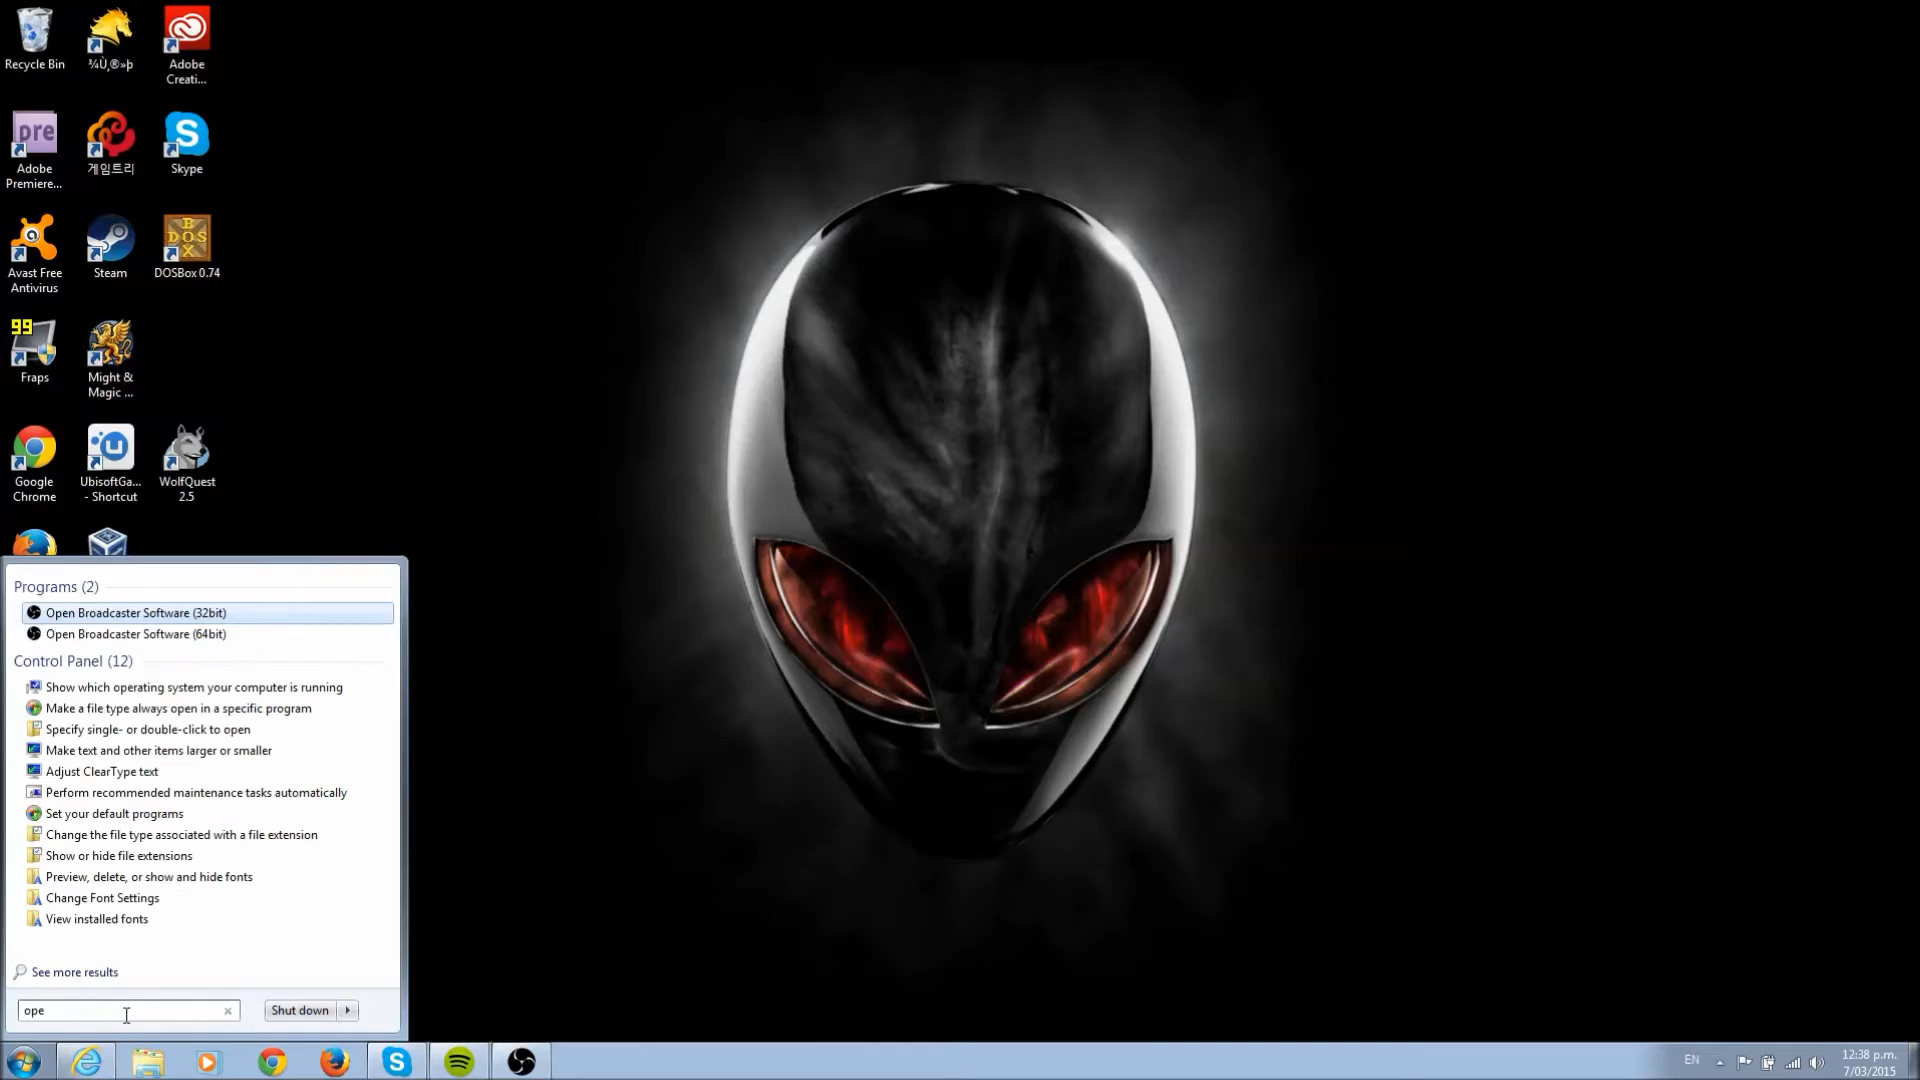 Recycle Bin
¼Ù‚®»þ
Adobe
Creati...
pre
Adobe
Premiere...
게임트리
S
Skype
Avast Free
Antivirus
Steam
DOS
BOX
DOSBox 0.74
99
Fraps
Might &
Magic ...
Google
Chrome
u
UbisoftGa...
- Shortcut
WolfQuest
2.5
Programs (2)
Open Broadcaster Software (32bit)
Open Broadcaster Software (64bit)
Control Panel (12)
Show which operating system your computer is running
Make a file type always open in a specific program
Specify single- or double-click to open
Make text and other items larger or smaller
Adjust ClearType text
Perform recommended maintenance tasks automatically
Set your default programs
Change the file type associated with a file extension
Show or hide file extensions
Preview, delete, or show and hide fonts
Change Font Settings
View installed fonts
See more results
ope
Shut down
EN
12:38 p.m.
7/03/2015